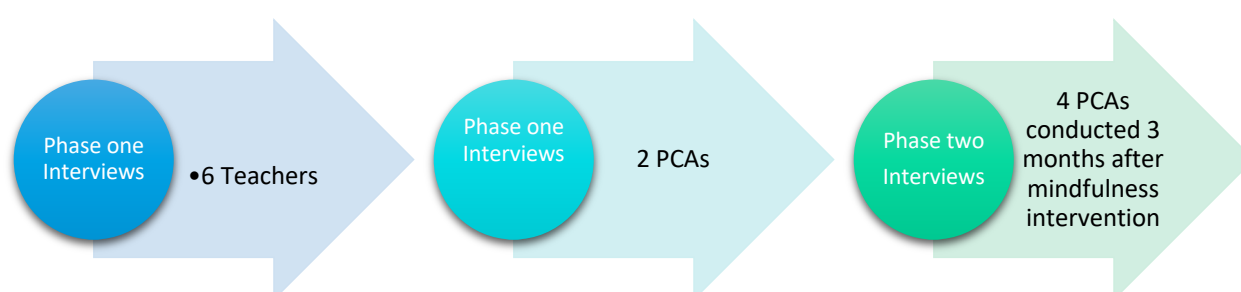 Phase one
Interviews
•6 Teachers
Phase one
Interviews
2 PCAs
Phase two
Interviews
4 PCAs
conducted 3
months after
mindfulness
intervention